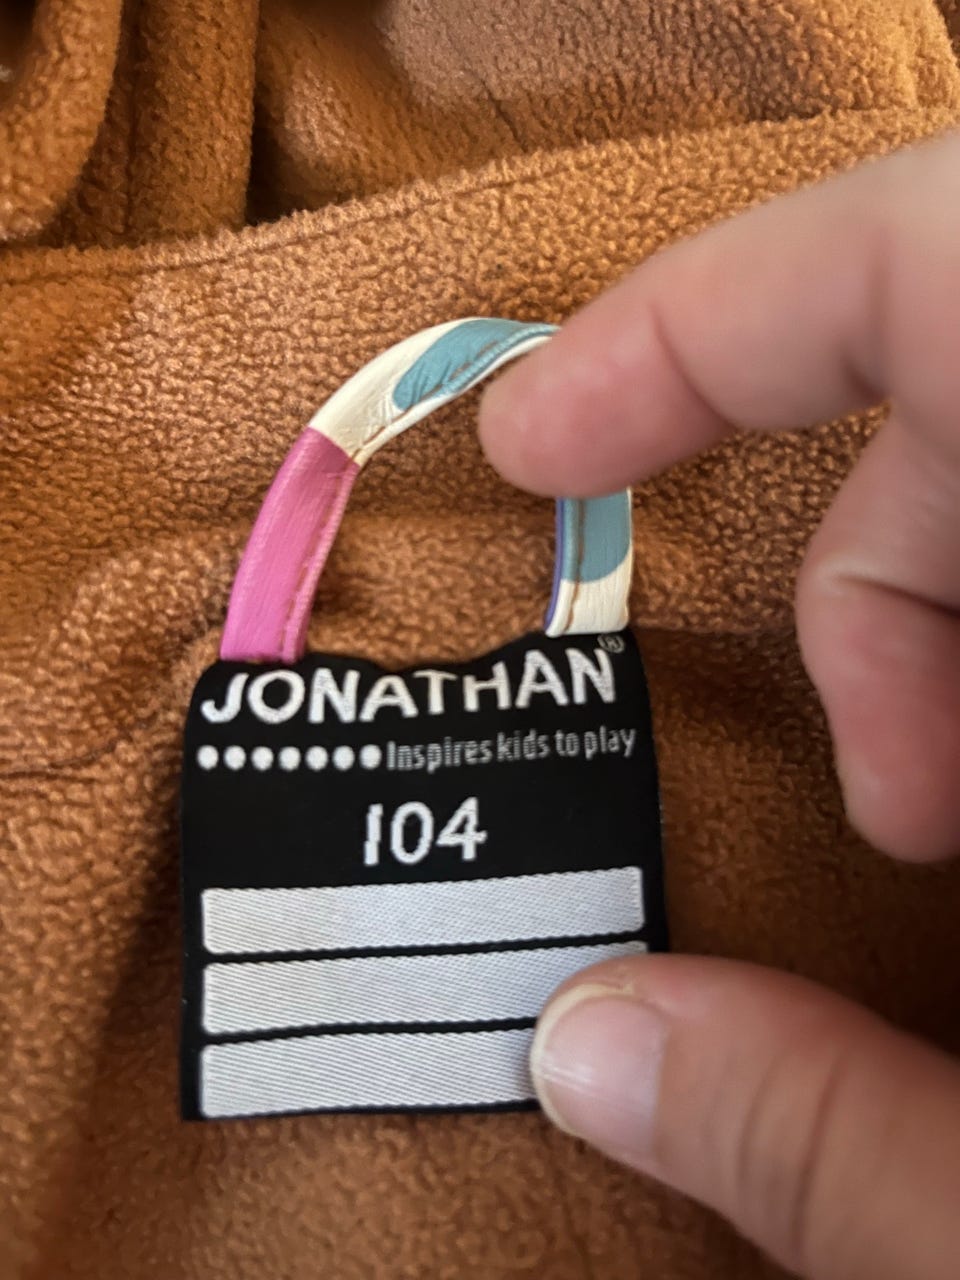 JONATHAN®
•••••••Inspires kids to play
104